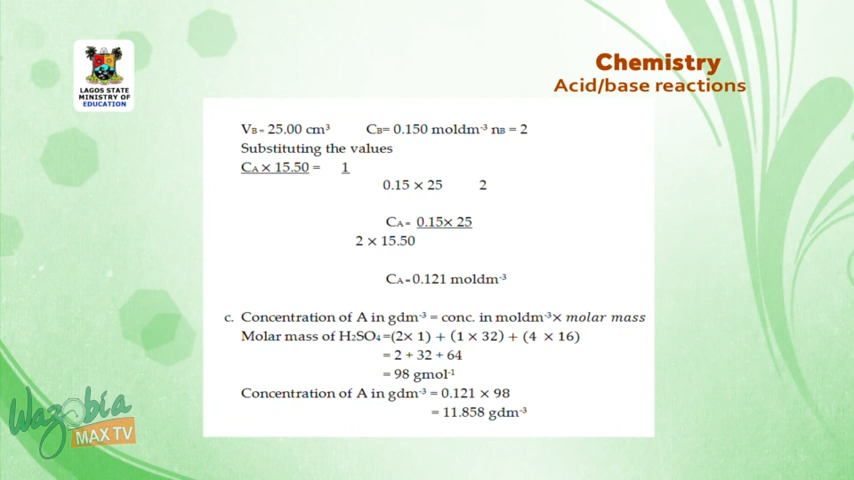 LAGOS STATE
MINISTRY OF
EDUCATION
Chemistry
Acid/base reactions
VB = 25.00 cm³ CB= 0.150 moldm⁻³ nB = 2
Substituting the values
CA × 15.50 = 1
0.15 × 25 2
CA = 0.15× 25
2 × 15.50
CA =0.121 moldm⁻³
c. Concentration of A in gdm⁻³ = conc. in moldm⁻³× molar mass
Molar mass of H₂SO₄ =(2× 1) + (1 × 32) + (4 × 16)
= 2 + 32 + 64
= 98 gmol⁻¹
Concentration of A in gdm⁻³ = 0.121 × 98
= 11.858 gdm⁻³
Wazobia
MAX TV